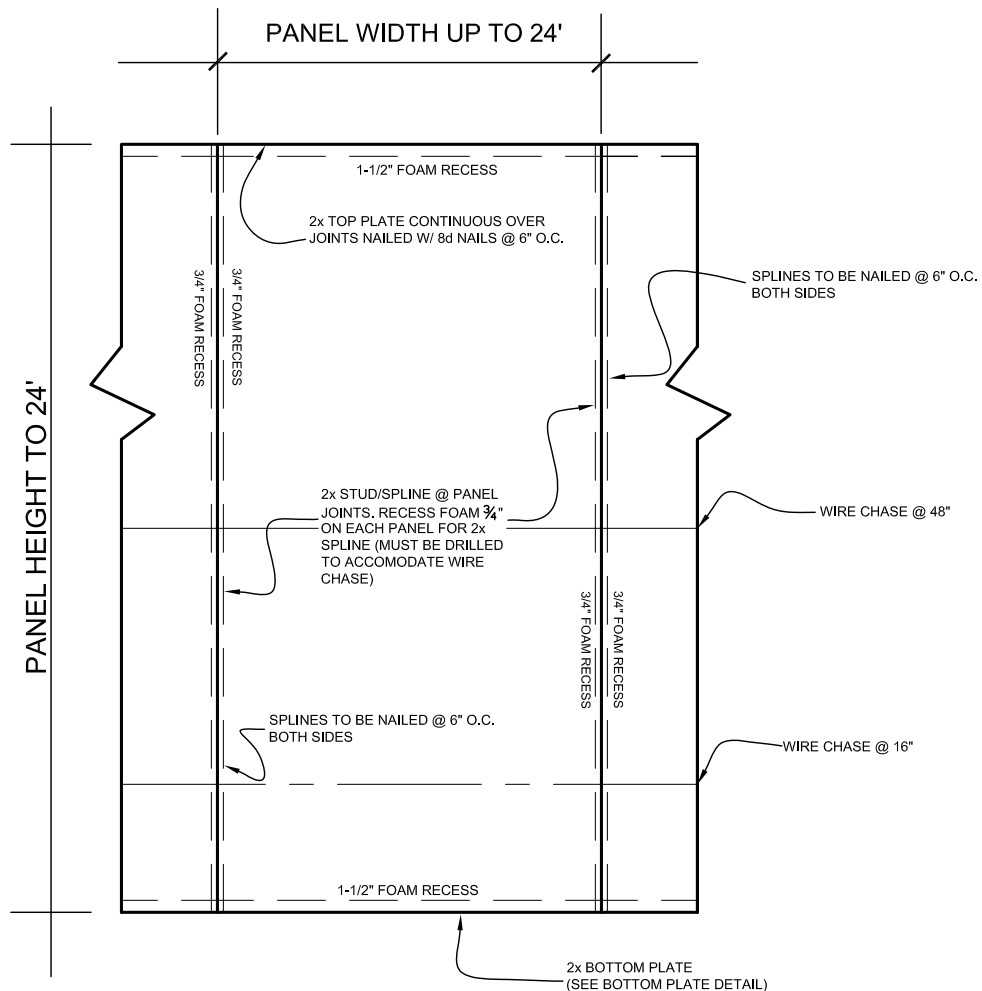 PANEL WIDTH UP TO 24'
1-1/2" FOAM RECESS
2x TOP PLATE CONTINUOUS OVER
JOINTS NAILED W/ 8d NAILS @ 6" O.C.
3/4" FOAM RECESS
3/4" FOAM RECESS
SPLINES TO BE NAILED @ 6" O.C.
BOTH SIDES
PANEL HEIGHT TO 24'
2x STUD/SPLINE @ PANEL
JOINTS. RECESS FOAM ¾"
ON EACH PANEL FOR 2x
SPLINE (MUST BE DRILLED
TO ACCOMODATE WIRE
CHASE)
WIRE CHASE @ 48"
3/4" FOAM RECESS
3/4" FOAM RECESS
SPLINES TO BE NAILED @ 6" O.C.
BOTH SIDES
WIRE CHASE @ 16"
1-1/2" FOAM RECESS
2x BOTTOM PLATE
(SEE BOTTOM PLATE DETAIL)